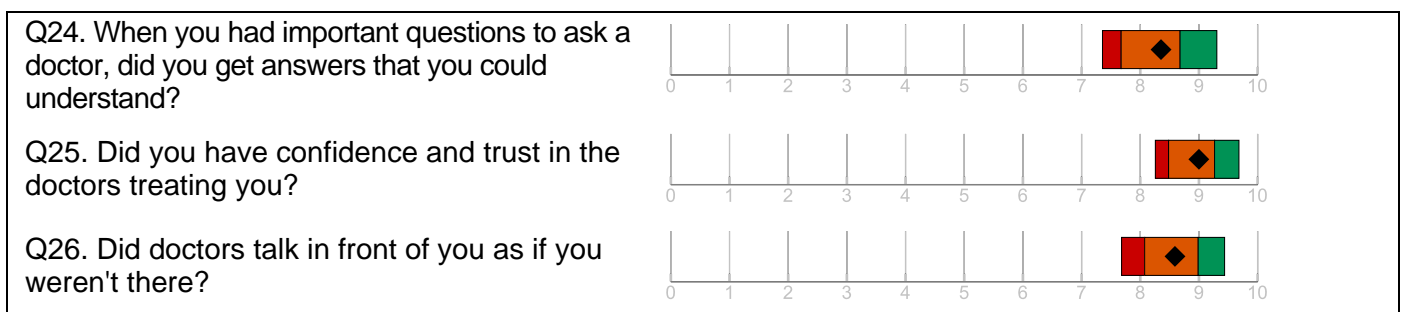 Q24. When you had important questions to ask a
doctor, did you get answers that you could
understand?
0 1 2 3 4 5 6 7 8 9 10
Q25. Did you have confidence and trust in the
doctors treating you?
0 1 2 3 4 5 6 7 8 9 10
Q26. Did doctors talk in front of you as if you
weren't there?
0 1 2 3 4 5 6 7 8 9 10